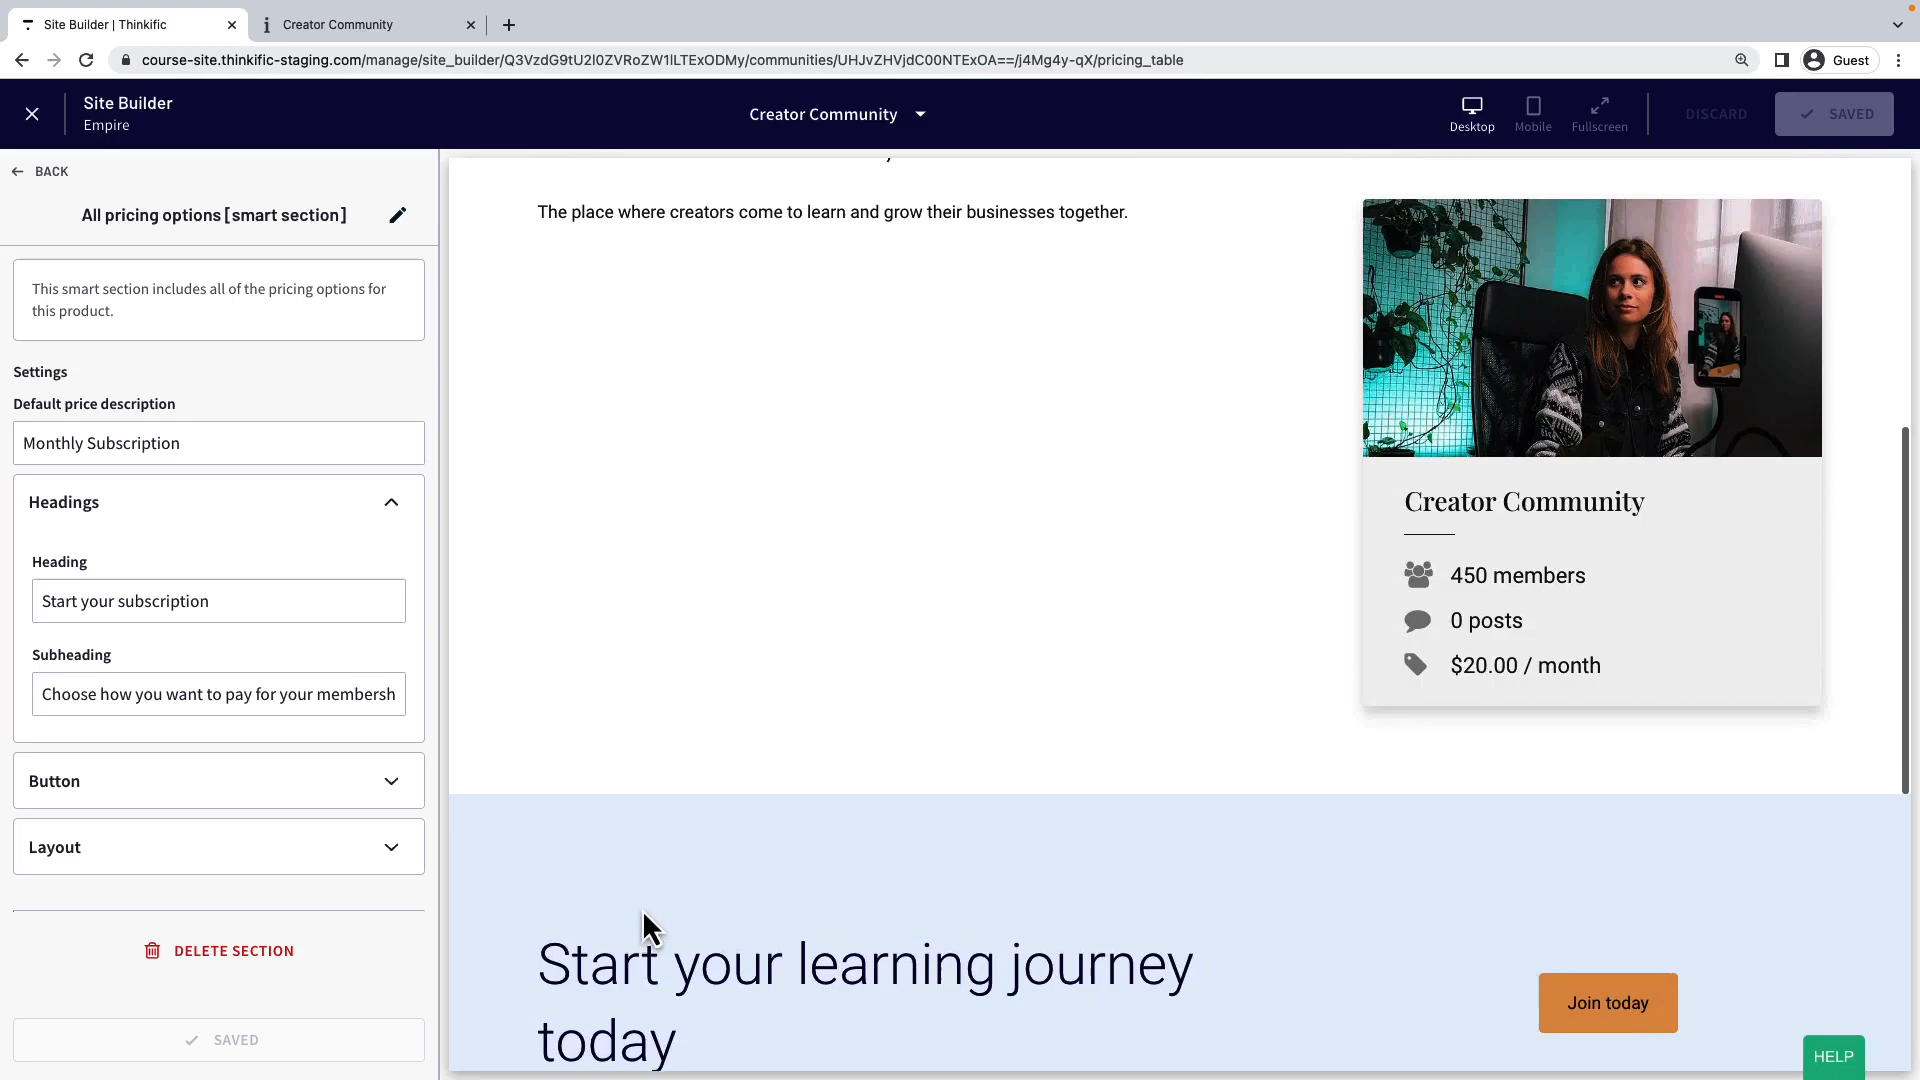 Site Builder | Thinkific
Creator Community
course-site.thinkific-staging.com/manage/site_builder/Q3VzdG9tU2l0ZVRoZW1lLTExODMy/communities/UHJvZHVjdC00NTExOA==/j4Mg4y-qX/pricing_table
Guest
Site Builder
Empire
Creator Community
Desktop
Mobile
Fullscreen
DISCARD
SAVED
BACK
All pricing options [smart section]
This smart section includes all of the pricing options for
this product.
Settings
Default price description
Monthly Subscription
Headings
Heading
Start your subscription
Subheading
Choose how you want to pay for your membersh
Button
Layout
DELETE SECTION
SAVED
The place where creators come to learn and grow their businesses together.
Creator Community
450 members
0 posts
$20.00 / month
Start your learning journey
today
Join today
HELP